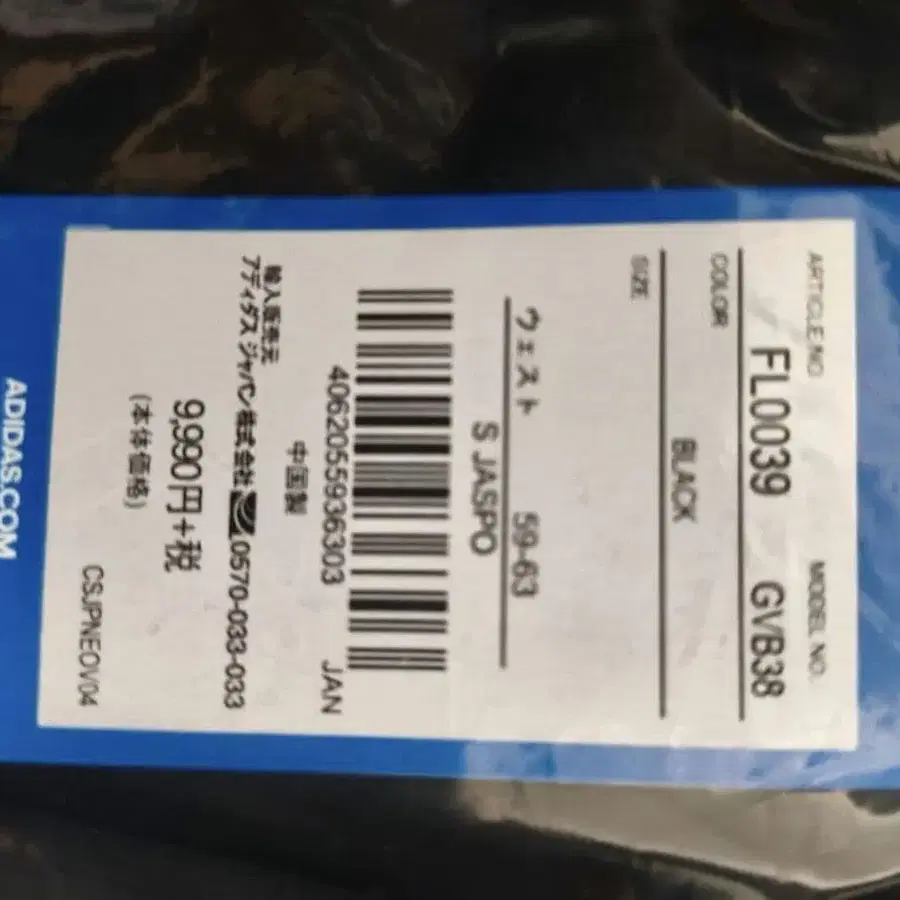 ARTICLE NO. MODEL NO.
FL0039 GVB38
COLOR
BLACK
SIZE
ウェスト 59-63
S JASPO
4062055936303 JAN
中国製
輸入販売元
アディダス ジャパン株式会社 0570-033-033
9,990円+税
(本体価格)
CSJPNEOV04
ADIDAS.COM